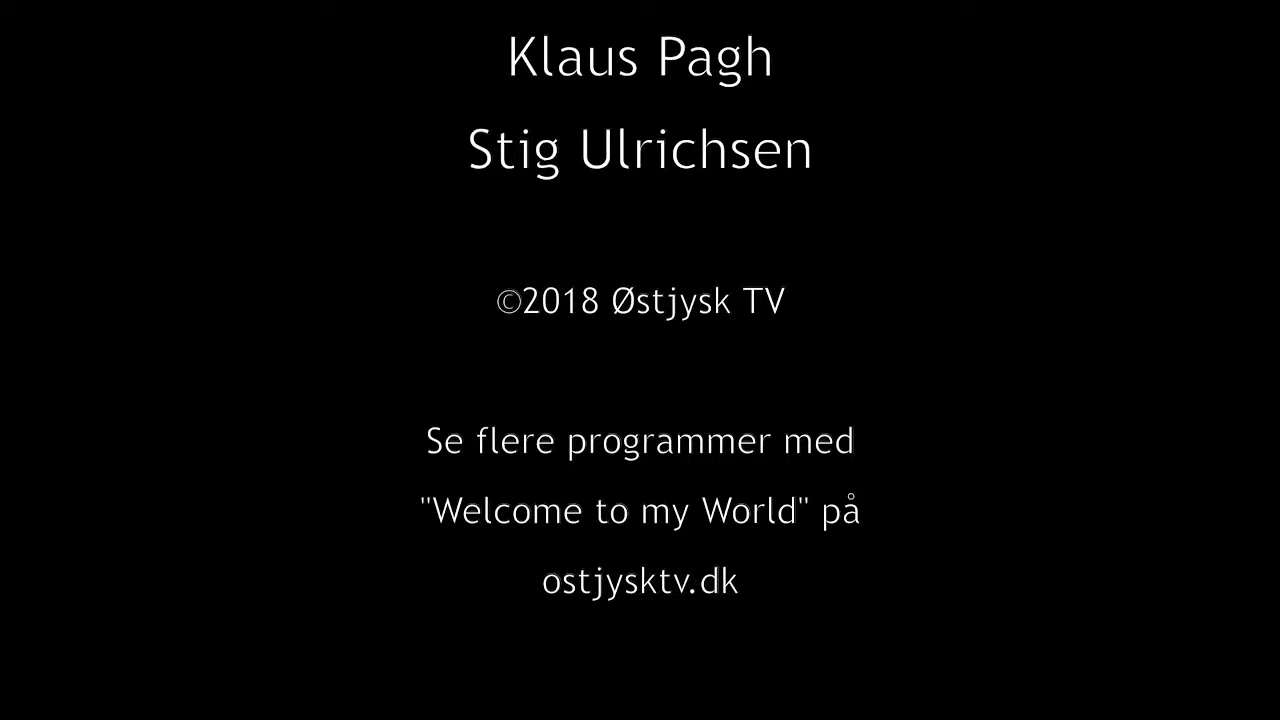 Klaus Pagh
Stig Ulrichsen
©2018 Østjysk TV
Se flere programmer med
"Welcome to my World" på
ostjysktv.dk